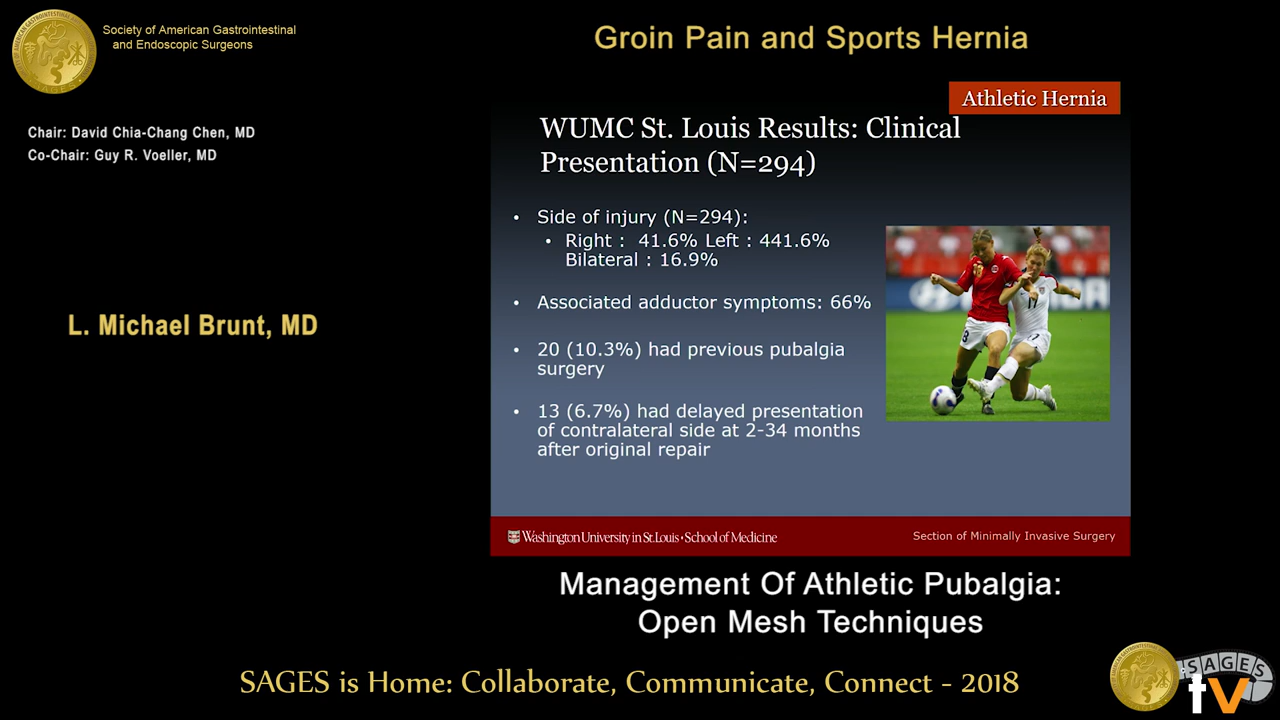 Society of American Gastrointestinal
and Endoscopic Surgeons
Groin Pain and Sports Hernia
Chair: David Chia-Chang Chen, MD
Co-Chair: Guy R. Voeller, MD
L. Michael Brunt, MD
Athletic Hernia
WUMC St. Louis Results: Clinical
Presentation (N=294)
• Side of injury (N=294):
• Right : 41.6% Left : 441.6%
Bilateral : 16.9%
• Associated adductor symptoms: 66%
• 20 (10.3%) had previous pubalgia
surgery
• 13 (6.7%) had delayed presentation
of contralateral side at 2-34 months
after original repair
17
Washington University in St. Louis • School of Medicine
Section of Minimally Invasive Surgery
Management Of Athletic Pubalgia:
Open Mesh Techniques
SAGES is Home: Collaborate, Communicate, Connect - 2018
SAGES
tv